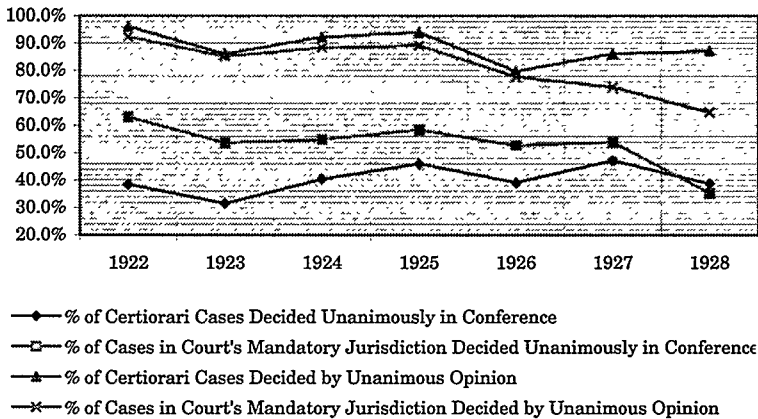 100.0%
90.0%
80.0%
70.0%
60.0%
50.0%
40.0%
30.0%
20.0%
1922 1923 1924 1925 1926 1927 1928
% of Certiorari Cases Decided Unanimously in Conference
% of Cases in Court's Mandatory Jurisdiction Decided Unanimously in Conference
% of Certiorari Cases Decided by Unanimous Opinion
% of Cases in Court's Mandatory Jurisdiction Decided by Unanimous Opinion